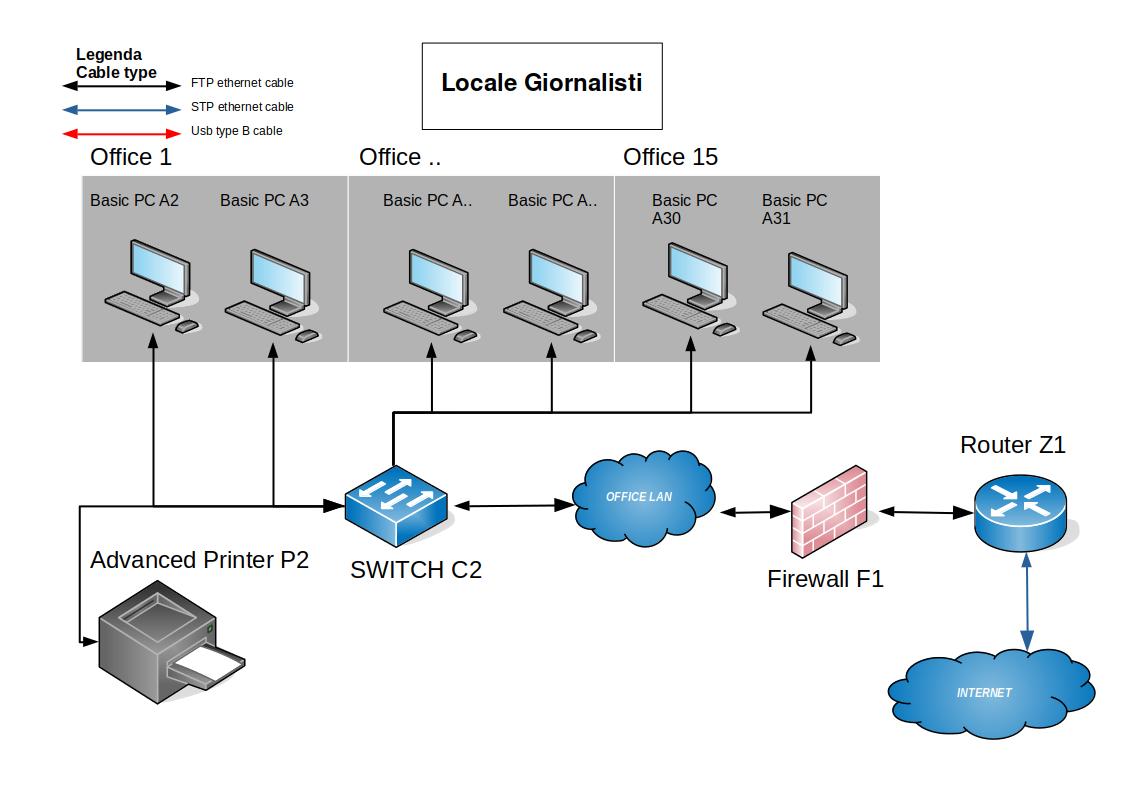 Legenda
Cable type
FTP ethernet cable
STP ethernet cable
Usb type B cable
Locale Giornalisti
Office 1
Office ..
Office 15
Basic PC A2
Basic PC A3
Basic PC A..
Basic PC A..
Basic PC
A30
Basic PC
A31
OFFICE LAN
Router Z1
Advanced Printer P2
SWITCH C2
Firewall F1
INTERNET